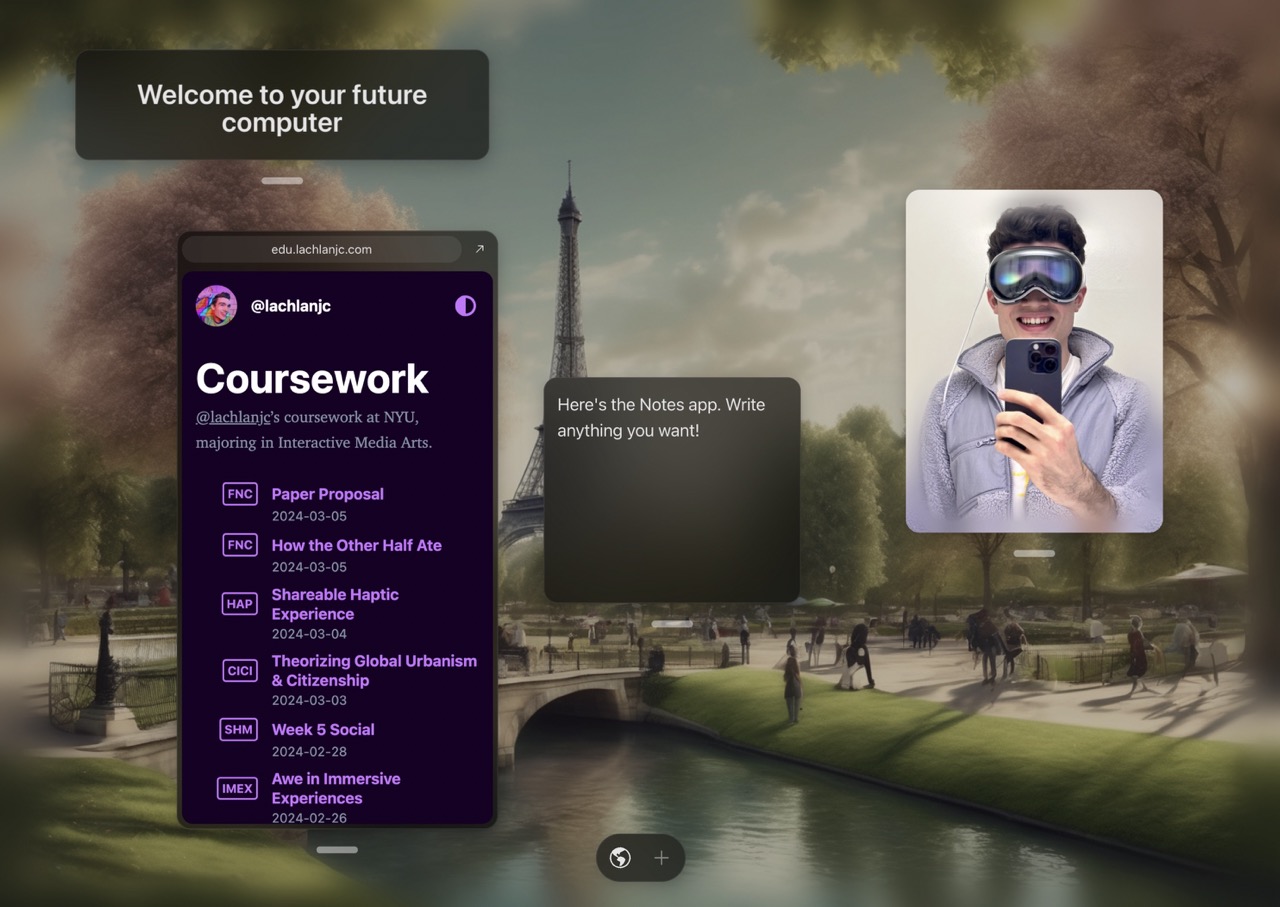 Welcome to your future
computer
edu.lachlanjc.com
@lachlanjc
Coursework
@lachlanjc’s coursework at NYU,
majoring in Interactive Media Arts.
FNC Paper Proposal
2024-03-05
FNC How the Other Half Ate
2024-03-05
HAP Shareable Haptic
Experience
2024-03-04
CICI Theorizing Global Urbanism
& Citizenship
2024-03-03
SHM Week 5 Social
2024-02-28
IMEX Awe in Immersive
Experiences
2024-02-26
Here's the Notes app. Write
anything you want!